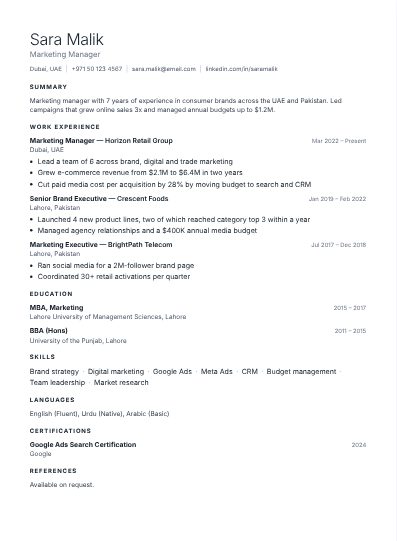 Sara Malik
Marketing Manager
Dubai, UAE | +971 50 123 4567 | sara.malik@email.com | linkedin.com/in/saramalik
SUMMARY
Marketing manager with 7 years of experience in consumer brands across the UAE and Pakistan. Led
campaigns that grew online sales 3x and managed annual budgets up to $1.2M.
WORK EXPERIENCE
Marketing Manager — Horizon Retail Group Mar 2022 – Present
Dubai, UAE
• Lead a team of 6 across brand, digital and trade marketing
• Grew e-commerce revenue from $2.1M to $6.4M in two years
• Cut paid media cost per acquisition by 28% by moving budget to search and CRM
Senior Brand Executive — Crescent Foods Jan 2019 – Feb 2022
Lahore, Pakistan
• Launched 4 new product lines, two of which reached category top 3 within a year
• Managed agency relationships and a $400K annual media budget
Marketing Executive — BrightPath Telecom Jul 2017 – Dec 2018
Lahore, Pakistan
• Ran social media for a 2M-follower brand page
• Coordinated 30+ retail activations per quarter
EDUCATION
MBA, Marketing 2015 – 2017
Lahore University of Management Sciences, Lahore
BBA (Hons) 2011 – 2015
University of the Punjab, Lahore
SKILLS
Brand strategy · Digital marketing · Google Ads · Meta Ads · CRM · Budget management ·
Team leadership · Market research
LANGUAGES
English (Fluent), Urdu (Native), Arabic (Basic)
CERTIFICATIONS
Google Ads Search Certification 2024
Google
REFERENCES
Available on request.